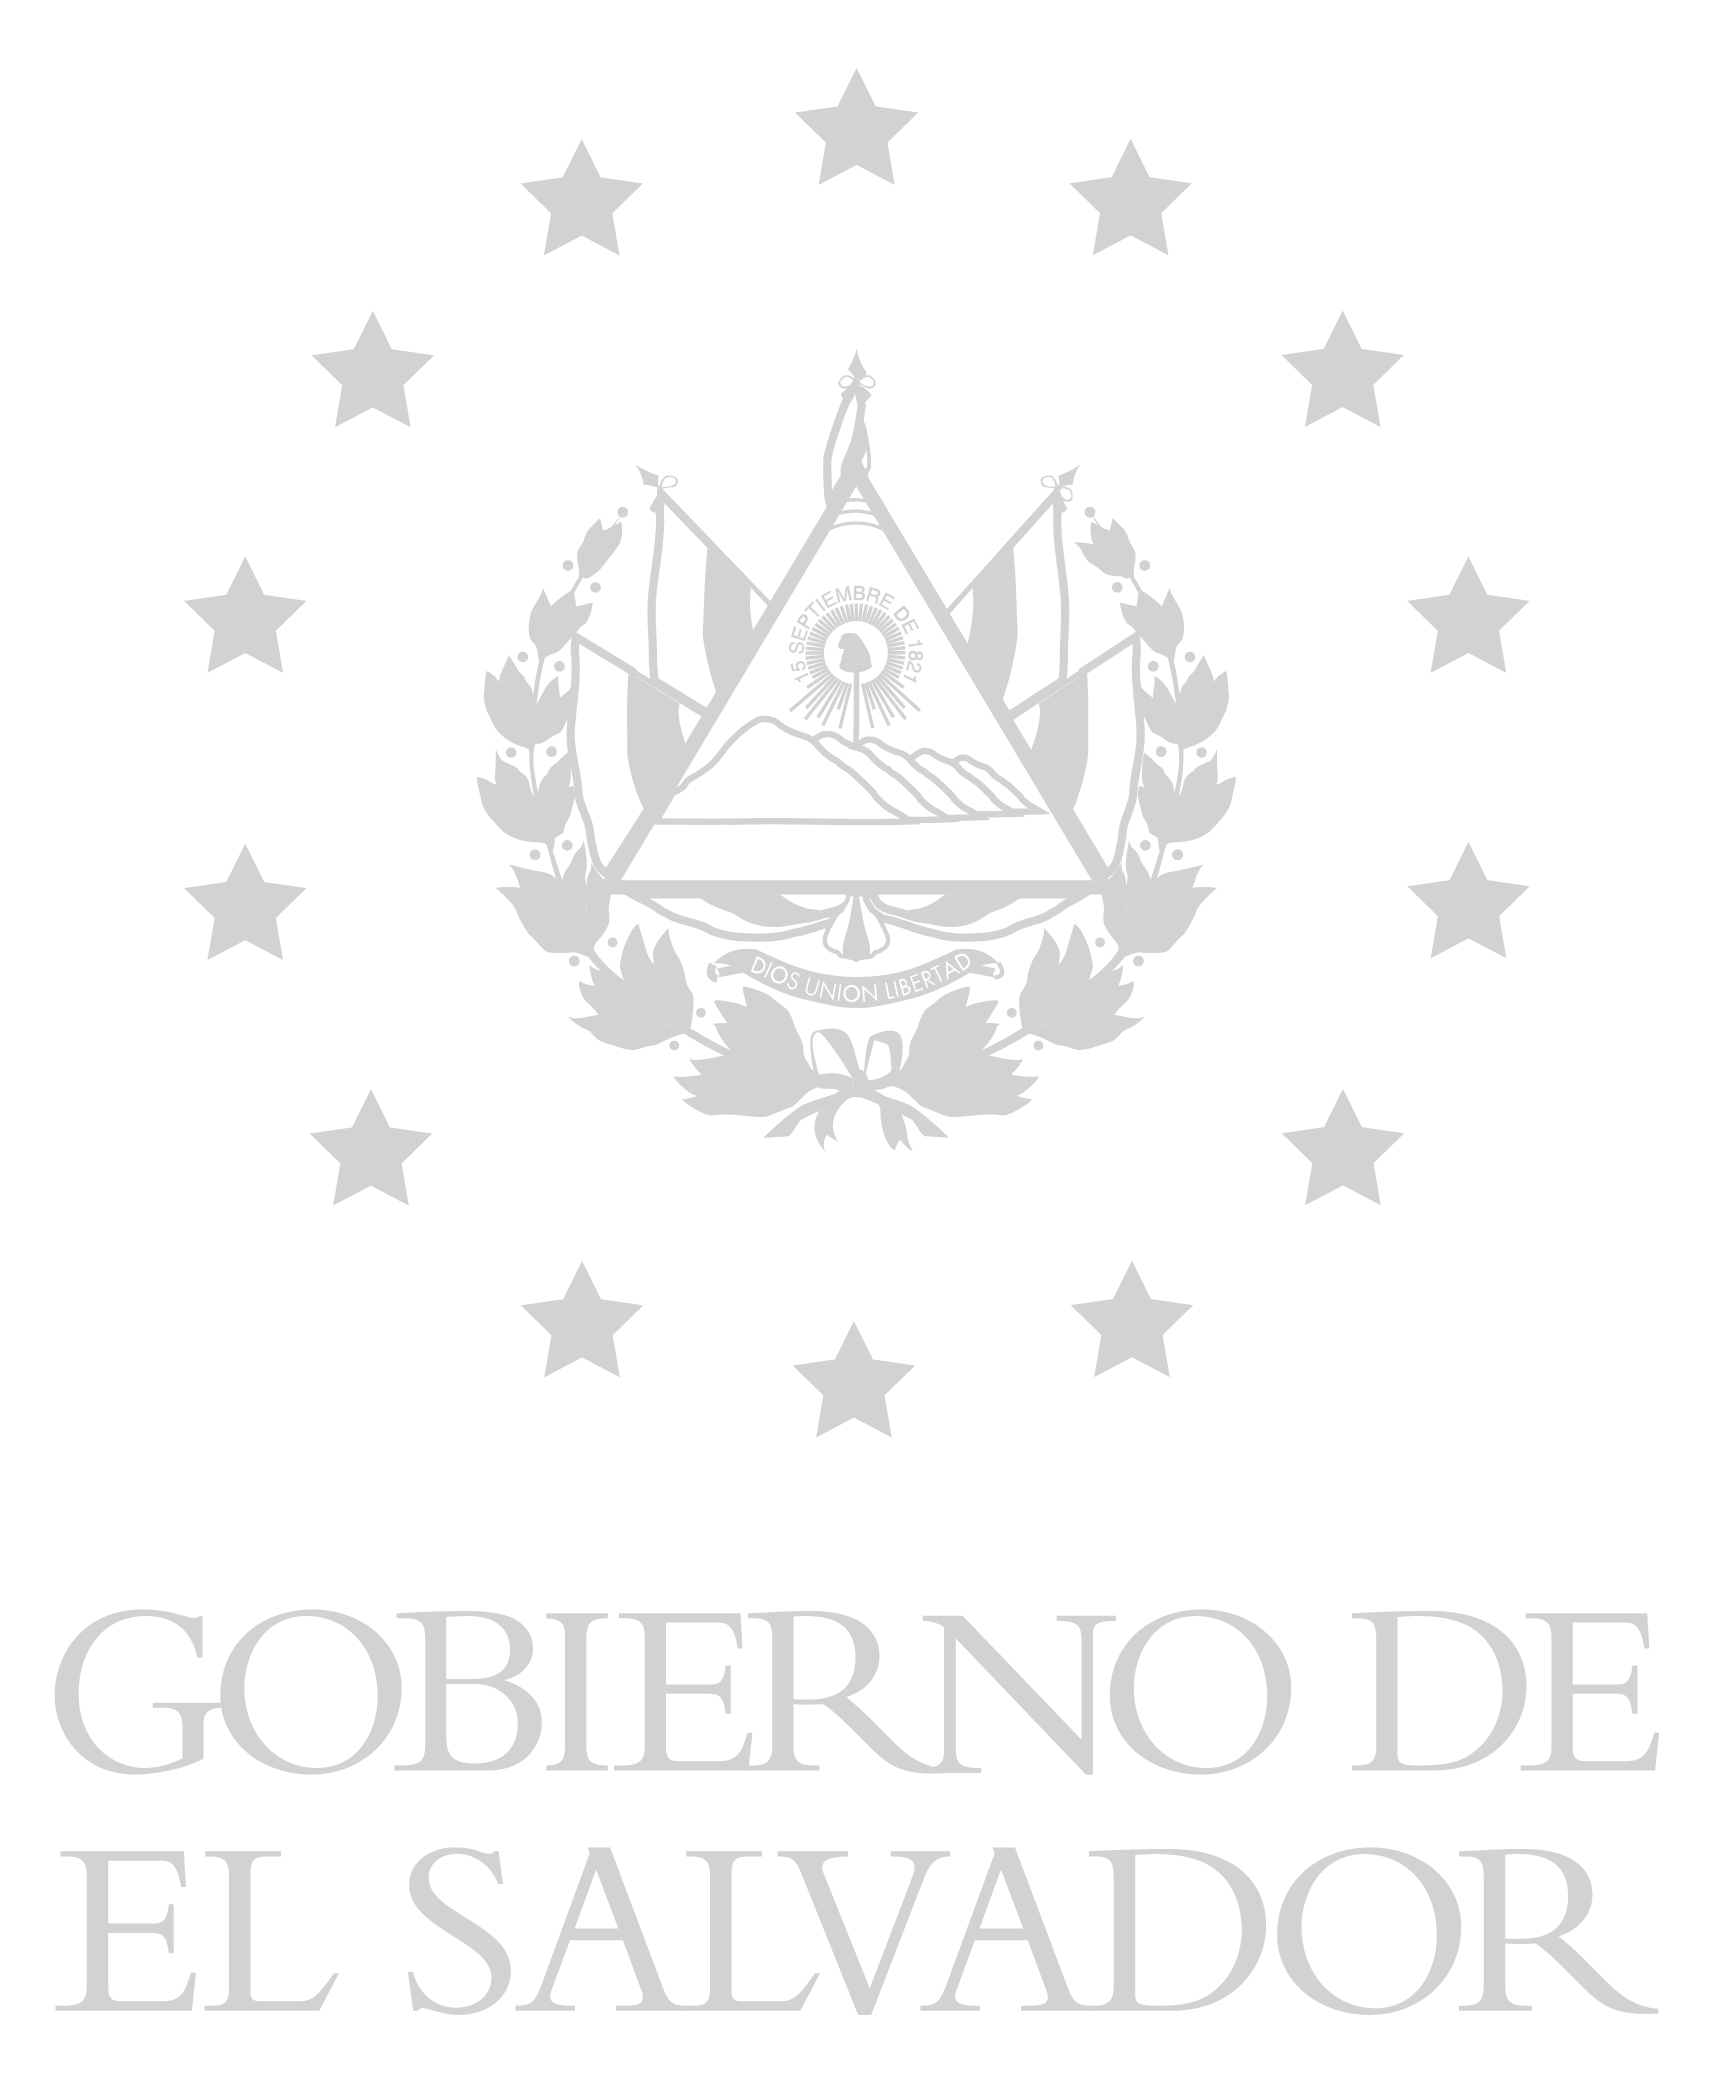 15 SEPTIEMBRE DE 1821
DIOS UNION LIBERTAD
GOBIERNO DE
EL SALVADOR